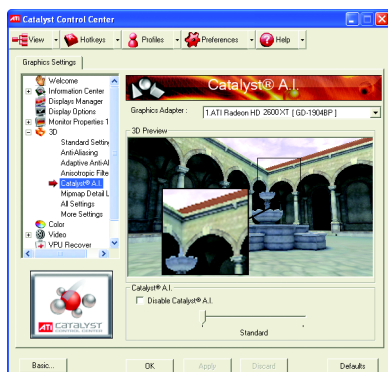 ATI Catalyst Control Center
View Hotkeys Profiles Preferences Help
Graphics Settings
Welcome
Information Center
Displays Manager
Display Options
Monitor Properties 1
3D
Standard Settin
Anti-Aliasing
Adaptive Anti-Al
Anisotropic Filte
Catalyst® A.I.
Mipmap Detail L
All Settings
More Settings
Color
Video
VPU Recover
Catalyst® A.I.
Graphics Adapter :
1.ATI Radeon HD 2600XT [ GD-1904BP ]
3D Preview
ATI CATALYST
CONTROL CENTER
Catalyst® A.I.
Disable Catalyst® A.I.
Standard
Basic... OK Apply Discard Defaults